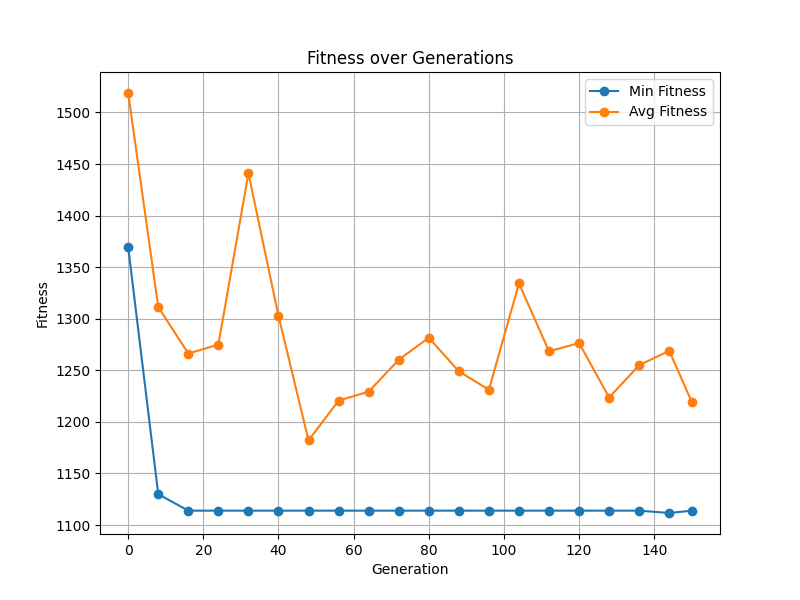 Fitness over Generations
Min Fitness
Avg Fitness
Fitness
1500
1450
1400
1350
1300
1250
1200
1150
1100
0 20 40 60 80 100 120 140
Generation